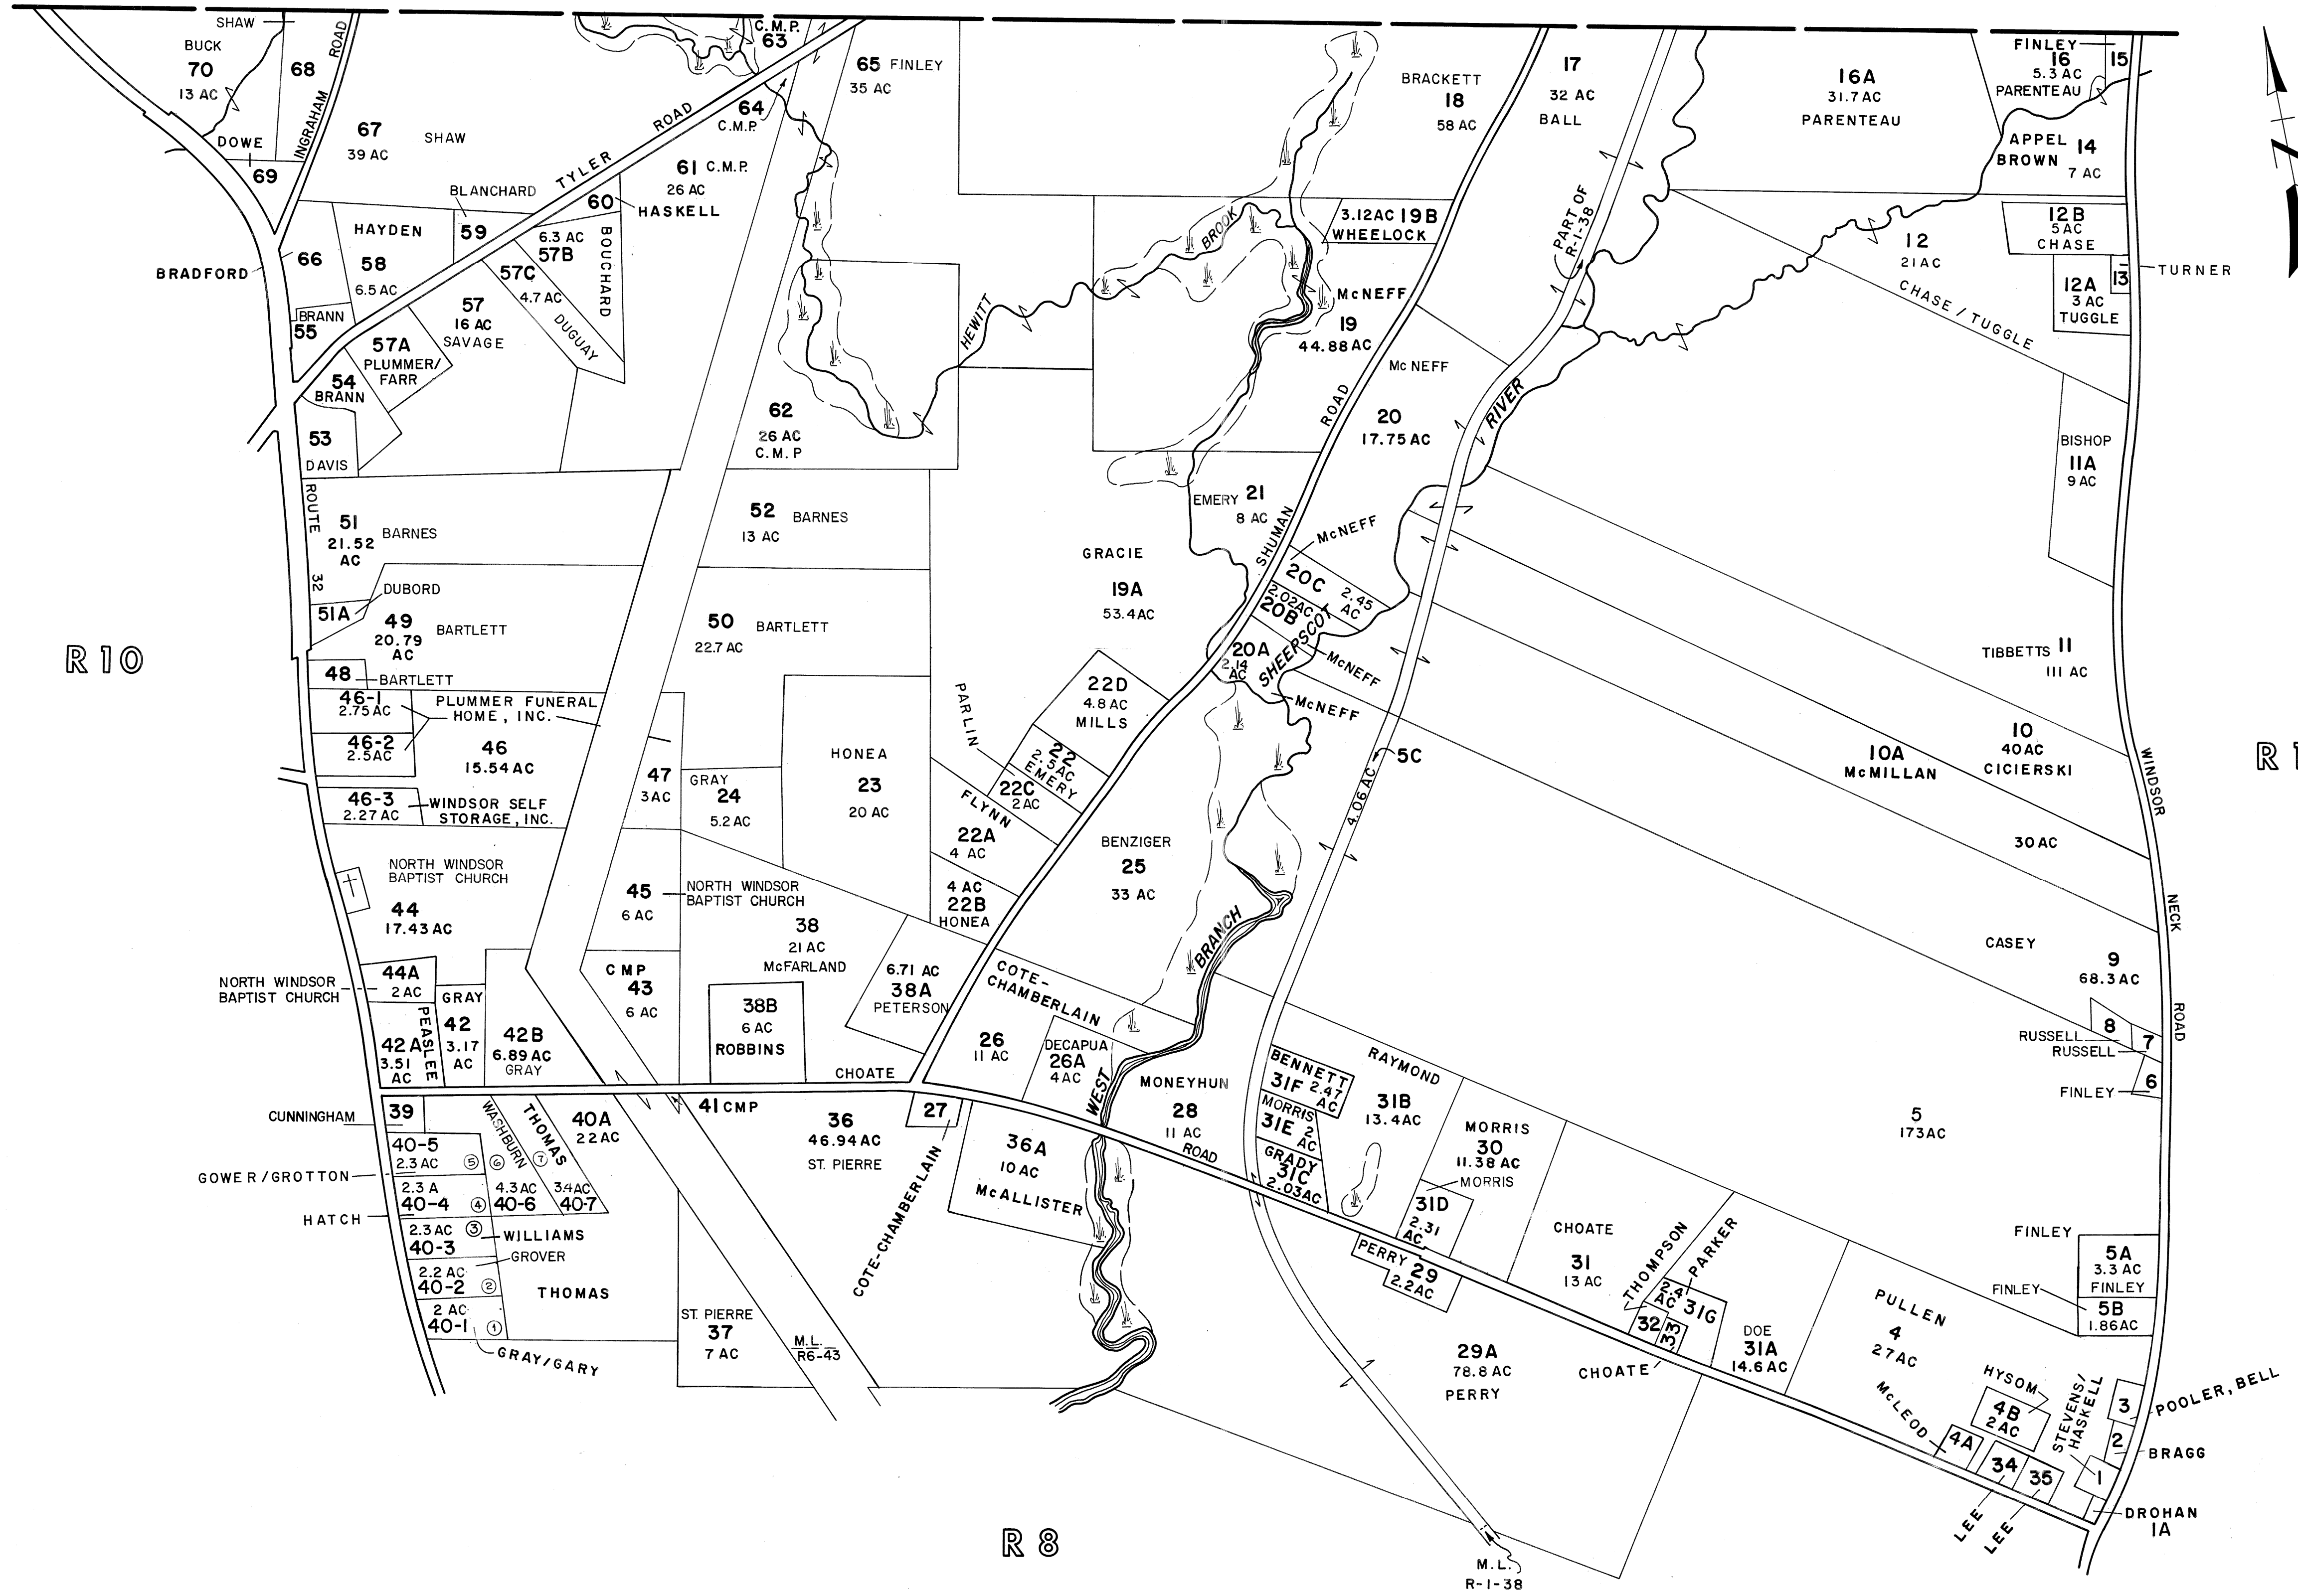 SHAW
BUCK
70
13 AC
68
INGRAHAM ROAD
DOWE
69
67
39 AC
SHAW
C.M.P.
63
64
C.M.P.
TYLER ROAD
65 FINLEY
35 AC
61 C.M.P.
26 AC
BLANCHARD
60
HASKELL
59
HAYDEN
58
6.5 AC
66
BRADFORD
6.3 AC
57B
BOUCHARD
57C
4.7 AC
DUGUAY
57
16 AC
SAVAGE
57A
PLUMMER/
FARR
BRANN
55
54
BRANN
53
DAVIS
62
26 AC
C.M.P
HEWITT BROOK
BRACKETT
18
58 AC
17
32 AC
BALL
3.12AC 19B
WHEELOCK
McNEFF
19
44.88 AC
PART OF
R-1-38
16A
31.7 AC
PARENTEAU
FINLEY
16
5.3 AC
PARENTEAU
15
APPEL
BROWN
14
7 AC
12B
5 AC
CHASE
12
21 AC
CHASE / TUGGLE
13
TURNER
12A
3 AC
TUGGLE
McNEFF
20
17.75 AC
SHUMAN ROAD
RIVER
BISHOP
11A
9 AC
ROUTE 32
51
21.52
AC
BARNES
52
BARNES
13 AC
51A
DUBORD
49
20.79
AC
BARTLETT
50
BARTLETT
22.7 AC
48
BARTLETT
GRACIE
19A
53.4 AC
EMERY 21
8 AC
McNEFF
20C
2.45
AC
2.02AC
20B
McNEFF
20A
2.14
AC
McNEFF
SHEEPSCOT
R 10
46-1
2.75 AC
PLUMMER FUNERAL
HOME, INC.
46-2
2.5AC
46
15.54 AC
46-3
2.27 AC
WINDSOR SELF
STORAGE, INC.
47
3 AC
GRAY
24
5.2 AC
HONEA
23
20 AC
PARLIN
22D
4.8 AC
MILLS
22
2.5AC
EMERY
22C
2 AC
FLYNN
22A
4 AC
4 AC
22B
HONEA
BENZIGER
25
33 AC
5C
4.06 AC
TIBBETTS 11
111 AC
10
40 AC
CICIERSKI
10A
McMILLAN
30 AC
R 1
WINDSOR NECK ROAD
CASEY
9
68.3 AC
8
RUSSELL
7
RUSSELL
6
FINLEY
5
173 AC
NORTH WINDSOR
BAPTIST CHURCH
44
17.43 AC
45
6 AC
NORTH WINDSOR
BAPTIST CHURCH
38
21 AC
McFARLAND
NORTH WINDSOR
BAPTIST CHURCH
44A
2 AC
42A
3.51
AC
PEASLEE
GRAY
42
3.17
AC
42B
6.89 AC
GRAY
CMP
43
6 AC
38B
6 AC
ROBBINS
6.71 AC
38A
PETERSON
COTE-
CHAMBERLAIN
26
11 AC
DECAPUA
26A
4 AC
WEST BRANCH
MONEYHUN
28
11 AC
CHOATE ROAD
BENNETT
31F 2.47
AC
MORRIS
31E 2
AC
GRADY
31C
2.03AC
RAYMOND
31B
13.4AC
MORRIS
30
11.38 AC
MORRIS
31D
2.31
AC
CUNNINGHAM
39
40-5
2.3 AC 5
GOWER/GROTTON
2.3 A
40-4 4
HATCH
2.3 AC 3
40-3
WILLIAMS
GROVER
2.2 AC
40-2 2
2 AC
40-1 1
GRAY/GARY
WASHBURN
6
4.3 AC
40-6
THOMAS
7
3.4AC
40-7
40A
22 AC
THOMAS
41 CMP
36
46.94 AC
ST. PIERRE
27
COTE-CHAMBERLAIN
36A
10 AC
McALLISTER
ST. PIERRE
37
7 AC
M.L.
R6-43
PERRY 29
2.2AC
29A
78.8 AC
PERRY
CHOATE
31
13 AC
THOMPSON
PARKER
2.4
AC 31G
32
33
CHOATE
DOE
31A
14.6 AC
PULLEN
4
27 AC
FINLEY
5A
3.3 AC
FINLEY
FINLEY
5B
1.86AC
HYSOM
4B
2 AC
McLEOD
4A
34
35
LEE
LEE
STEVENS/
HASKELL
1
2
3
POOLER, BELL
BRAGG
DROHAN
1A
R 8
M.L.
R-1-38